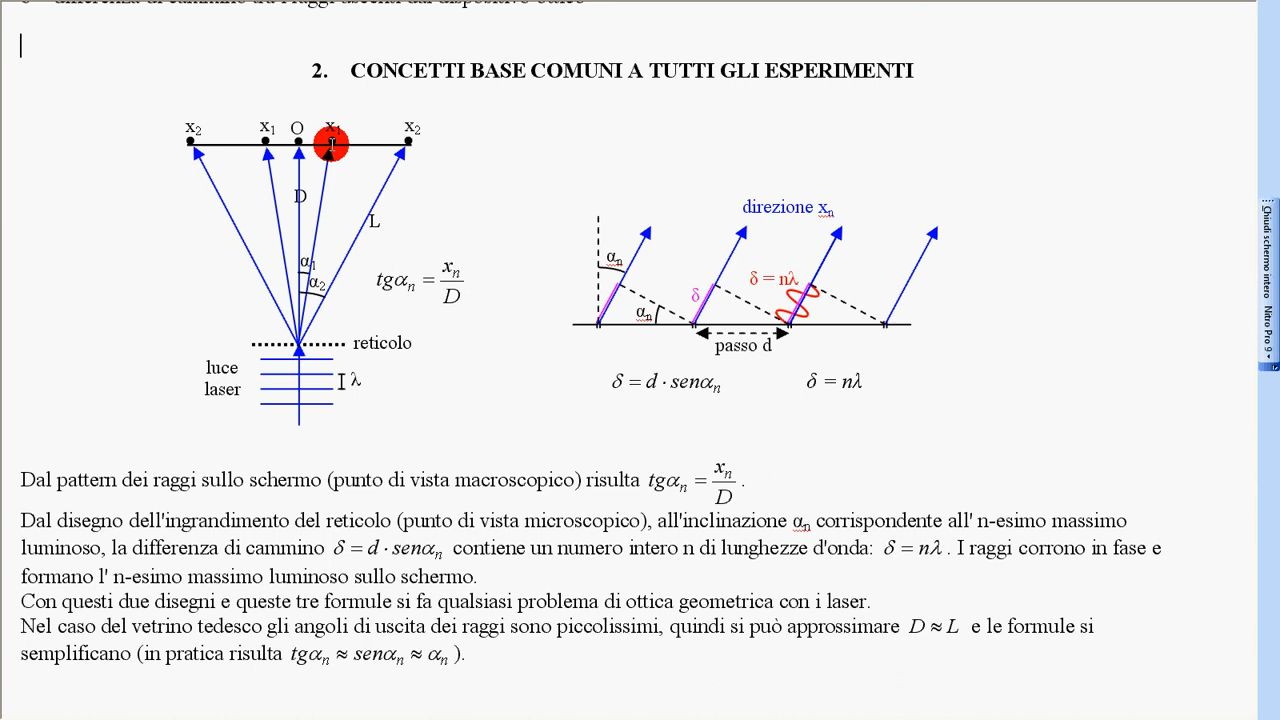 2. CONCETTI BASE COMUNI A TUTTI GLI ESPERIMENTI
x₂ x₁ O x₁ x₂
D
L
α₁
α₂
tgαₙ = xₙ/D
reticolo
luce
laser
λ
direzione xₙ
αₙ
δ = nλ
δ
αₙ
passo d
δ = d · senαₙ
δ = nλ
Dal pattern dei raggi sullo schermo (punto di vista macroscopico) risulta tgαₙ = xₙ/D .
Dal disegno dell'ingrandimento del reticolo (punto di vista microscopico), all'inclinazione αₙ corrispondente all' n-esimo massimo
luminoso, la differenza di cammino δ = d · senαₙ contiene un numero intero n di lunghezze d'onda: δ = nλ . I raggi corrono in fase e
formano l' n-esimo massimo luminoso sullo schermo.
Con questi due disegni e queste tre formule si fa qualsiasi problema di ottica geometrica con i laser.
Nel caso del vetrino tedesco gli angoli di uscita dei raggi sono piccolissimi, quindi si può approssimare D ≈ L e le formule si
semplificano (in pratica risulta tgαₙ ≈ senαₙ ≈ αₙ ).
Chiudi schermo intero Nitro Pro 9